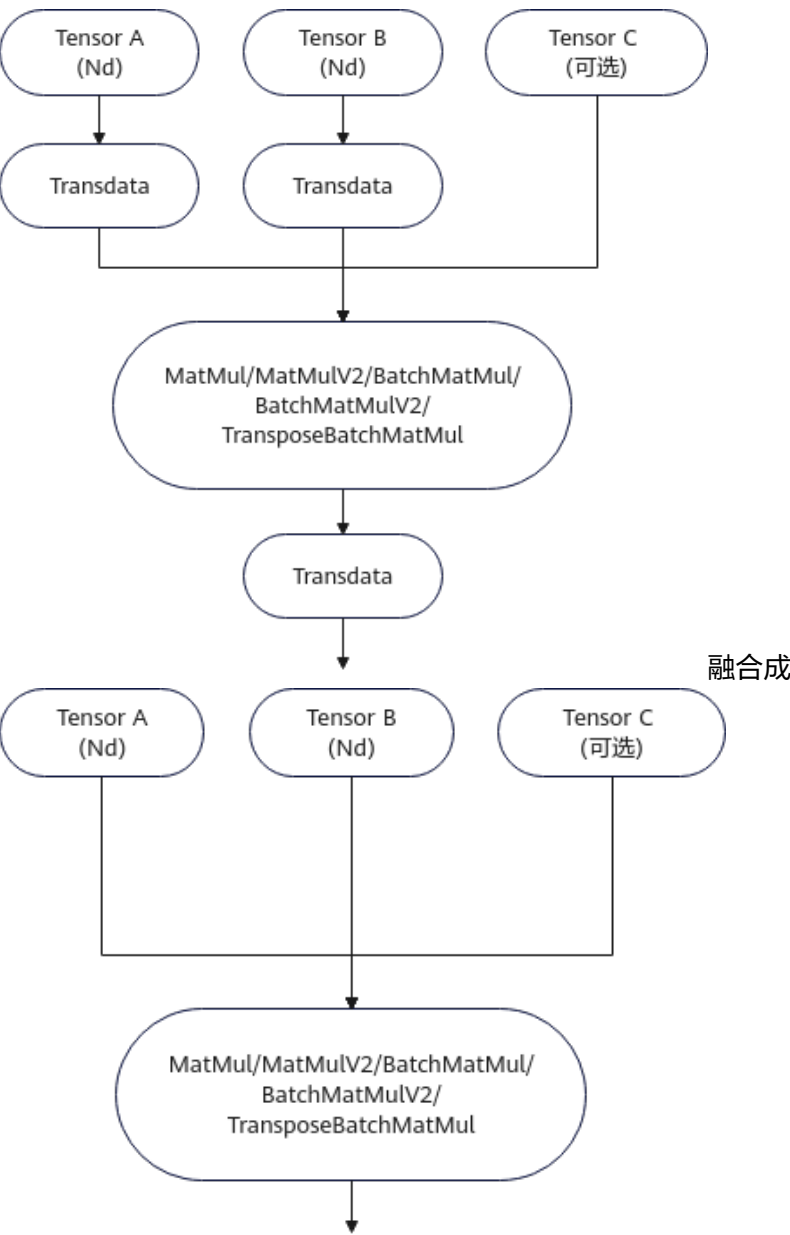 Tensor A
(Nd)
Tensor B
(Nd)
Tensor C
(可选)
Transdata
Transdata
MatMul/MatMulV2/BatchMatMul/
BatchMatMulV2/
TransposeBatchMatMul
Transdata
融合成
Tensor A
(Nd)
Tensor B
(Nd)
Tensor C
(可选)
MatMul/MatMulV2/BatchMatMul/
BatchMatMulV2/
TransposeBatchMatMul